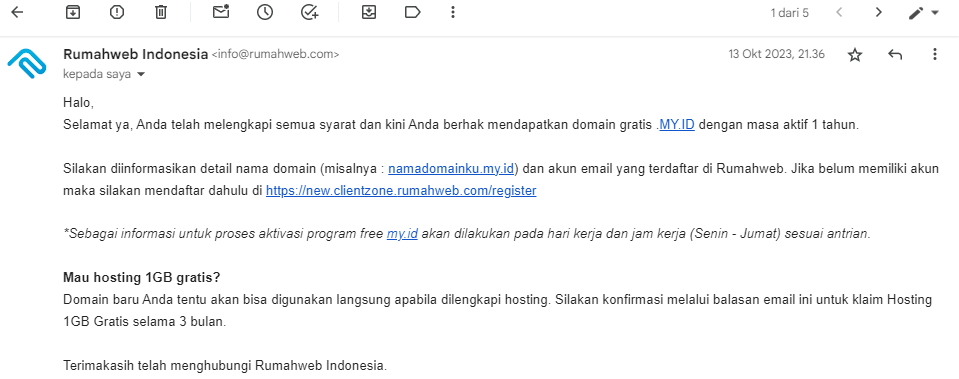 1 dari 5
Rumahweb Indonesia <info@rumahweb.com>
13 Okt 2023, 21.36
kepada saya
Halo,
Selamat ya, Anda telah melengkapi semua syarat dan kini Anda berhak mendapatkan domain gratis .MY.ID dengan masa aktif 1 tahun.
Silakan diinformasikan detail nama domain (misalnya : namadomainku.my.id) dan akun email yang terdaftar di Rumahweb. Jika belum memiliki akun
maka silakan mendaftar dahulu di https://new.clientzone.rumahweb.com/register
*Sebagai informasi untuk proses aktivasi program free my.id akan dilakukan pada hari kerja dan jam kerja (Senin - Jumat) sesuai antrian.
Mau hosting 1GB gratis?
Domain baru Anda tentu akan bisa digunakan langsung apabila dilengkapi hosting. Silakan konfirmasi melalui balasan email ini untuk klaim Hosting
1GB Gratis selama 3 bulan.
Terimakasih telah menghubungi Rumahweb Indonesia.